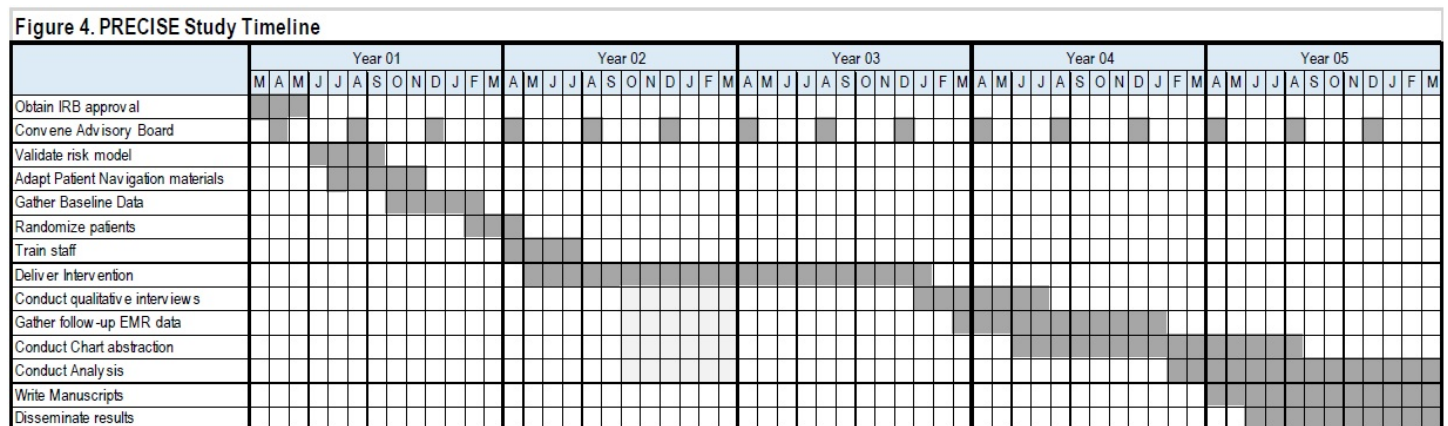 Figure 4. PRECISE Study Timeline
Year 01 Year 02 Year 03 Year 04 Year 05
M A M J J A S O N D J F M A M J J A S O N D J F M A M J J A S O N D J F M A M J J A S O N D J F M A M J J A S O N D J F M
Obtain IRB approval
Convene Advisory Board
Validate risk model
Adapt Patient Navigation materials
Gather Baseline Data
Randomize patients
Train staff
Deliver Intervention
Conduct qualitative interviews
Gather follow-up EMR data
Conduct Chart abstraction
Conduct Analysis
Write Manuscripts
Disseminate results